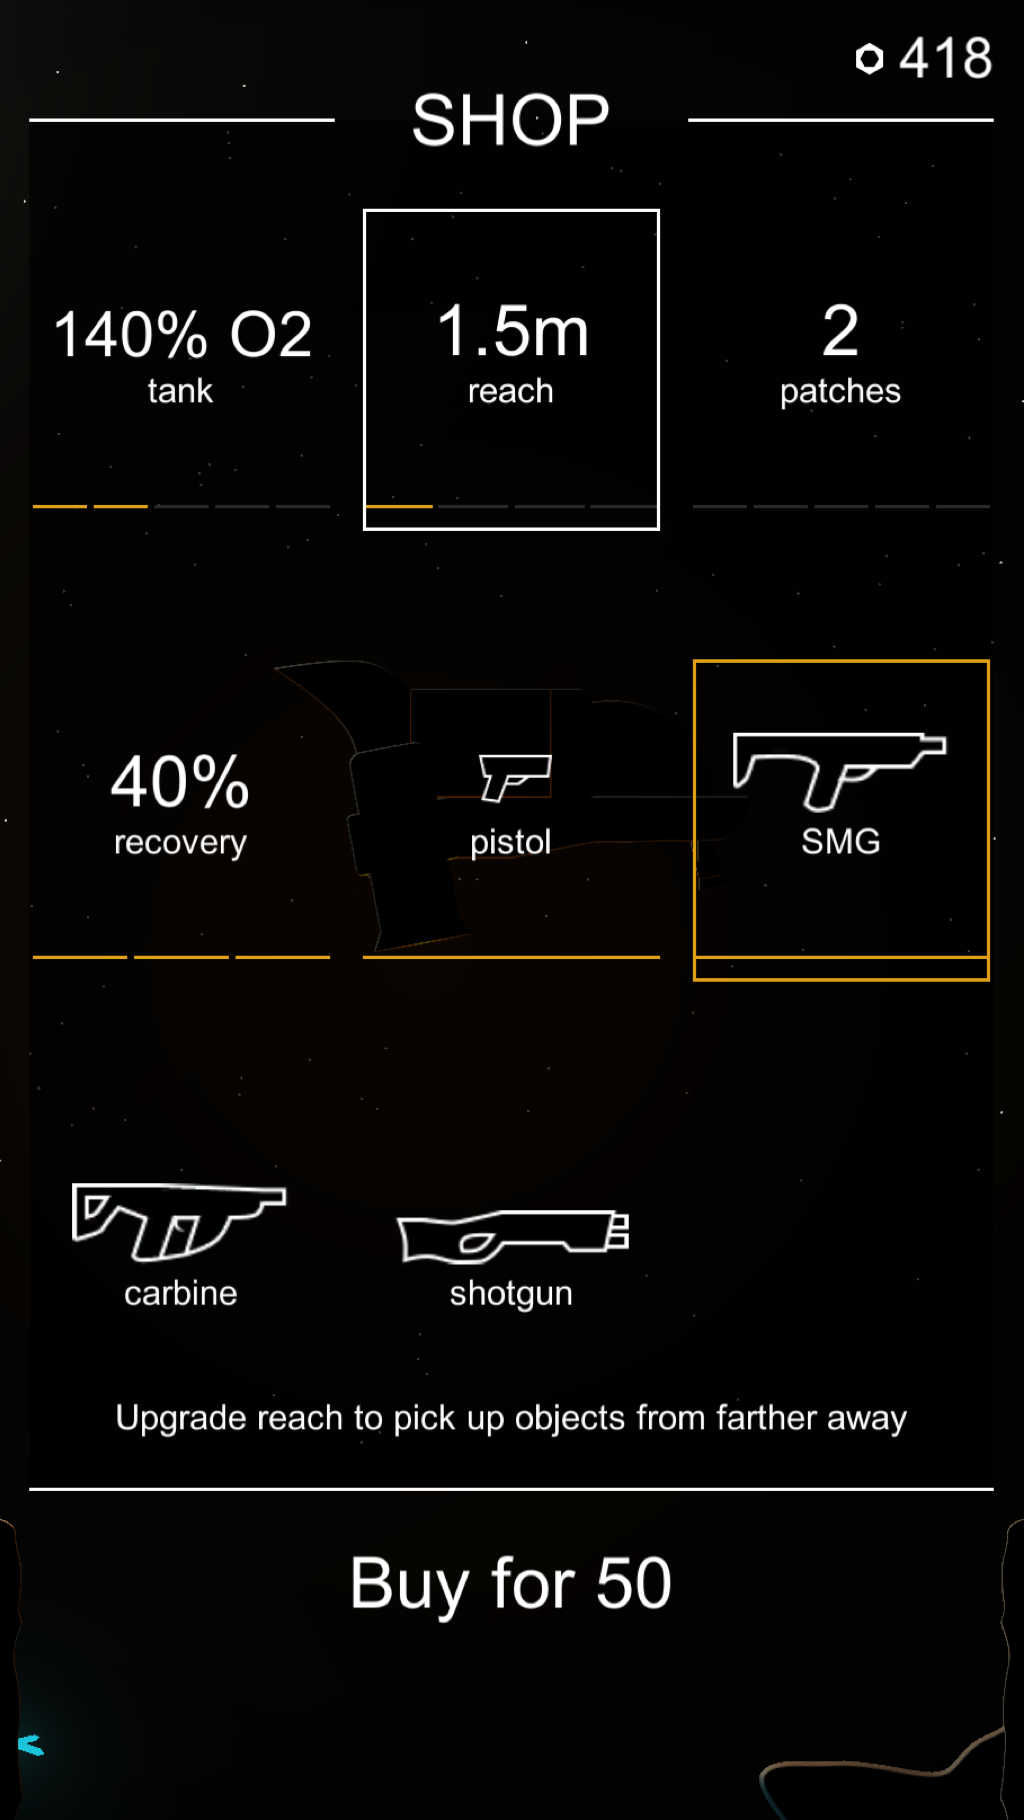 418
SHOP
140% O2
tank
1.5m
reach
2
patches
40%
recovery
pistol
SMG
carbine
shotgun
Upgrade reach to pick up objects from farther away
Buy for 50